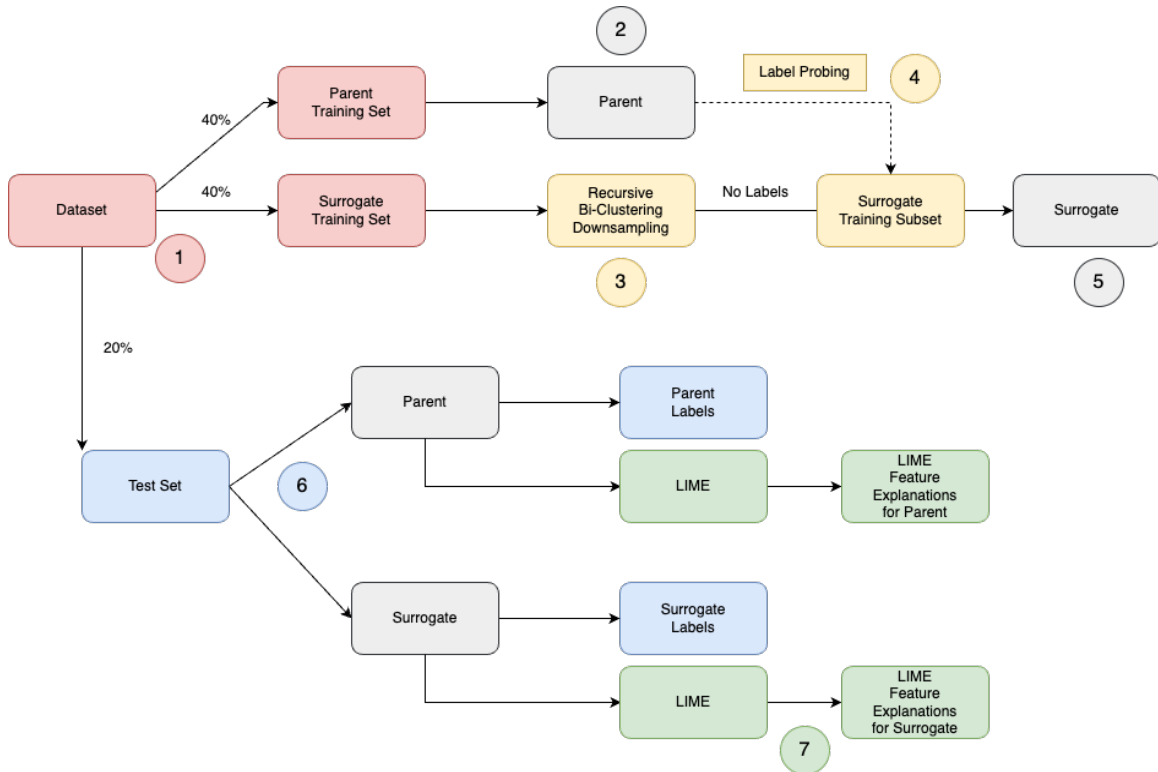 2
Label Probing
4
Parent
Training Set
Parent
40%
Dataset
40%
Surrogate
Training Set
Recursive
Bi-Clustering
Downsampling
No Labels
Surrogate
Training Subset
Surrogate
1
3
5
20%
Parent
Parent
Labels
Test Set
6
LIME
LIME
Feature
Explanations
for Parent
Surrogate
Surrogate
Labels
LIME
LIME
Feature
Explanations
for Surrogate
7